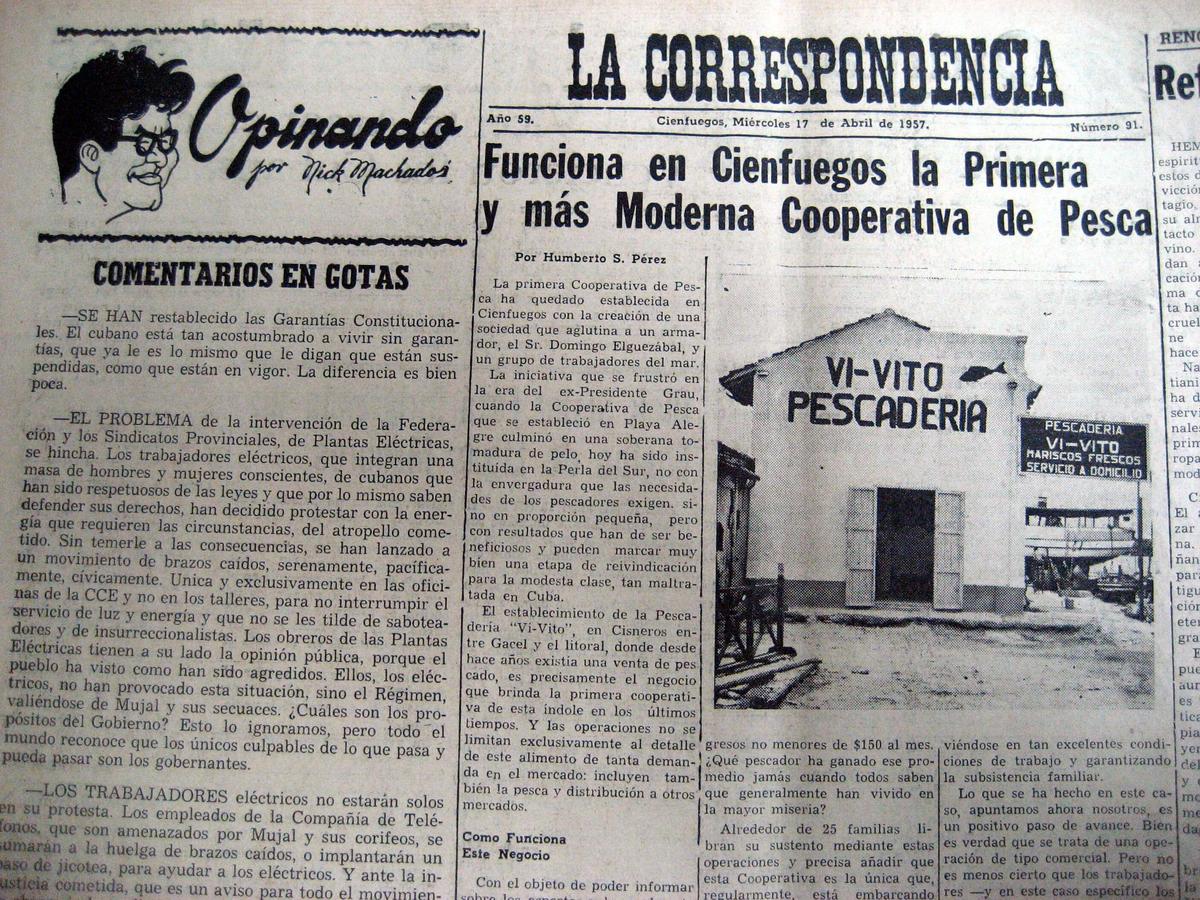 Opinando
por Nick Machado
COMENTARIOS EN GOTAS
—SE HAN restablecido las Garantías Constituciona-
les. El cubano está tan acostumbrado a vivir sin garan-
tías, que ya le es lo mismo que le digan que están sus-
pendidas, como que están en vigor. La diferencia es bien
poca.
—EL PROBLEMA de la intervención de la Federa-
ción y los Sindicatos Provinciales, de Plantas Eléctricas,
se hincha. Los trabajadores eléctricos, que integran una
masa de hombres y mujeres conscientes, de cubanos que
han sido respetuosos de las leyes y que por lo mismo saben
defender sus derechos, han decidido protestar con la ener-
gía que requieren las circunstancias, del atropello come-
tido. Sin temerle a las consecuencias, se han lanzado a
un movimiento de brazos caídos, serenamente, pacífica-
mente, cívicamente. Unica y exclusivamente en las ofici-
nas de la CCE y no en los talleres, para no interrumpir el
servicio de luz y energía y que no se les tilde de sabotea-
dores y de insurreccionalistas. Los obreros de las Plantas
Eléctricas tienen a su lado la opinión pública, porque el
pueblo ha visto como han sido agredidos. Ellos, los eléc-
tricos, no han provocado esta situación, sino el Régimen,
valiéndose de Mujal y sus secuaces. ¿Cuáles son los pro-
pósitos del Gobierno? Esto lo ignoramos, pero todo el
mundo reconoce que los únicos culpables de lo que pasa y
pueda pasar son los gobernantes.
—LOS TRABAJADORES eléctricos no estarán solos
en su protesta. Los empleados de la Compañía de Telé-
fonos, que son amenazados por Mujal y sus corifeos, se
sumarán a la huelga de brazos caídos, o implantarán un
paso de jicotea, para ayudar a los eléctricos. Y ante la in-
justicia cometida, que es un aviso para todo el movimien-
LA CORRESPONDENCIA
Año 59.
Cienfuegos, Miércoles 17 de Abril de 1957.
Número 91.
Funciona en Cienfuegos la Primera
y más Moderna Cooperativa de Pesca
Por Humberto S. Pérez
La primera Cooperativa de Pes-
ca ha quedado establecida en
Cienfuegos con la creación de una
sociedad que aglutina a un arma-
dor, el Sr. Domingo Elguezábal, y
un grupo de trabajadores del mar.
La iniciativa que se frustró en
la era del ex-Presidente Grau,
cuando la Cooperativa de Pesca
que se estableció en Playa Ale-
gre culminó en una soberana to-
madura de pelo, hoy ha sido ins-
tituída en la Perla del Sur, no con
la envergadura que las necesida-
des de los pescadores exigen. si-
no en proporción pequeña, pero
con resultados que han de ser be-
neficiosos y pueden marcar muy
bien una etapa de reivindicación
para la modesta clase, tan maltra-
tada en Cuba.
El establecimiento de la Pesca-
dería "Vi-Vito", en Cisneros en-
tre Gacel y el litoral, donde desde
hace años existia una venta de pes
cado, es precisamente el negocio
que brinda la primera cooperati-
va de esta índole en los últimos
tiempos. Y las operaciones no se
limitan exclusivamente al detalle
de este alimento de tanta deman-
da en el mercado: incluyen tam-
bién la pesca y distribución a otros
mercados.
Como Funciona
Este Negocio
Con el objeto de poder informar
VI-VITO
PESCADERIA
PESCADERIA
VI-VITO
MARISCOS FRESCOS
SERVICIO A DOMICILIO
gresos no menores de $150 al mes.
¿Qué pescador ha ganado ese pro-
medio jamás cuando todos saben
que generalmente han vivido en
la mayor miseria?
Alrededor de 25 familias li-
bran su sustento mediante estas
operaciones y precisa añadir que
esta Cooperativa es la única que,
regularmente, está embarcando
viéndose en tan excelentes condi-
ciones de trabajo y garantizando
la subsistencia familiar.
Lo que se ha hecho en este ca-
so, apuntamos ahora nosotros, es
un positivo paso de avance. Bien
es verdad que se trata de una ope-
ración de tipo comercial. Pero no
es menos cierto que los trabajado-
res —y en este caso específico los